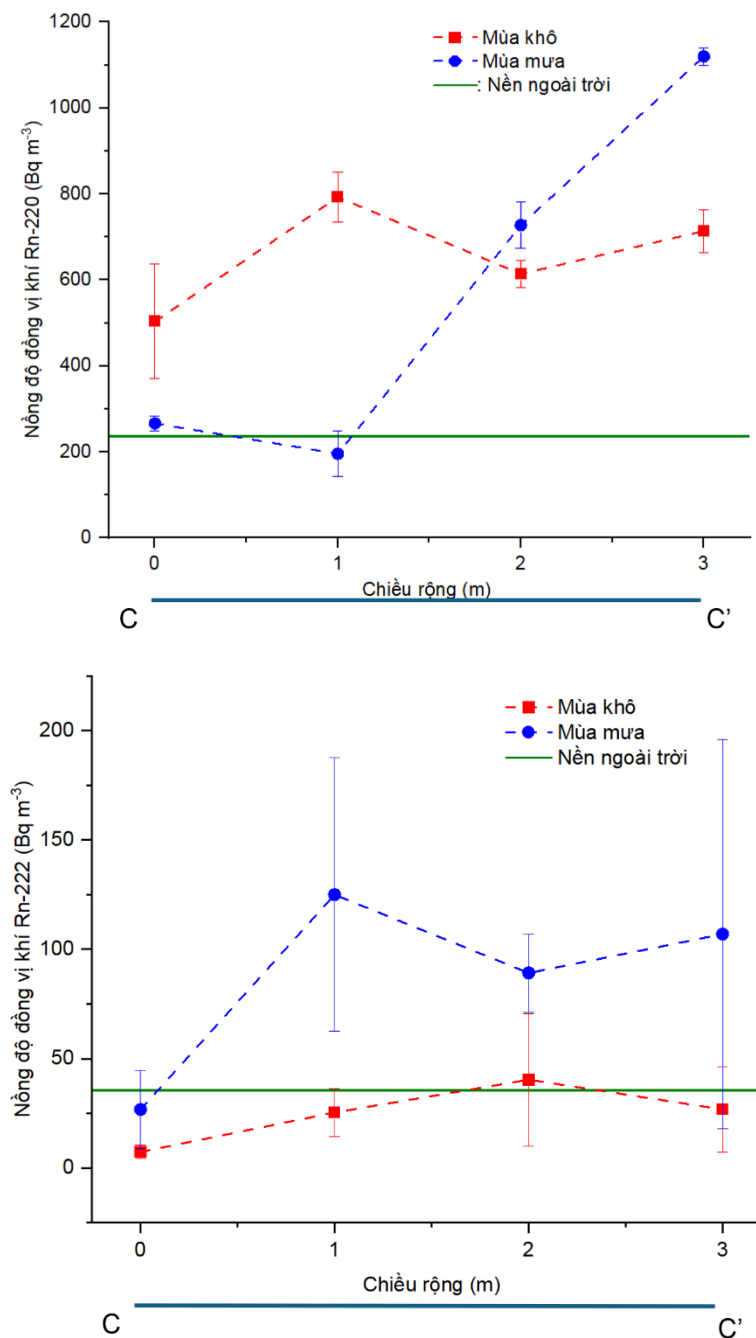 Mùa khô
Mùa mưa
: Nền ngoài trời
Nồng độ đồng vị khí Rn-220 (Bq m⁻³)
1200
1000
800
600
400
200
0
0 1 2 3
Chiều rộng (m)
C C’
Mùa khô
Mùa mưa
Nền ngoài trời
Nồng độ đồng vị khí Rn-222 (Bq m⁻³)
200
150
100
50
0
0 1 2 3
Chiều rộng (m)
C C’